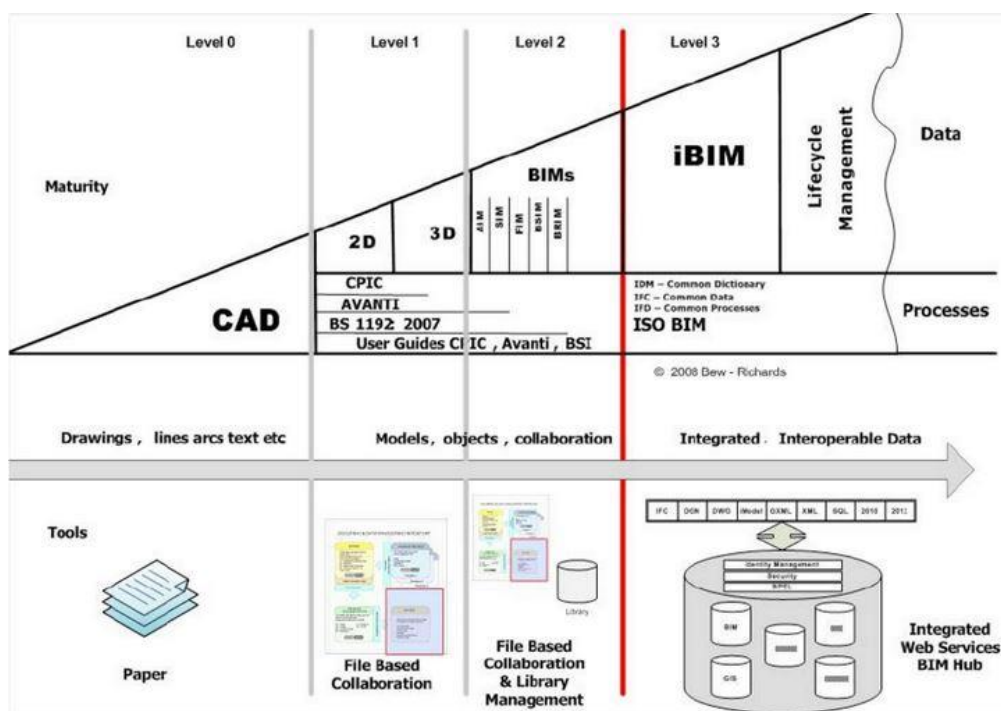 Level 0
Level 1
Level 2
Level 3
Maturity
CAD
2D
3D
BIMs
AIM
SIM
FIM
BSIM
BRIM
iBIM
Lifecycle
Management
Data
CPIC
AVANTI
BS 1192 2007
User Guides CPIC , Avanti , BSI
IDM – Common Dictionary
IFC – Common Data
IFD – Common Processes
ISO BIM
Processes
© 2008 Bew - Richards
Drawings , lines arcs text etc
Models, objects , collaboration
Integrated , Interoperable Data
Tools
Paper
File Based
Collaboration
Library
File Based
Collaboration
& Library
Management
IFC DGN DWG iModel GXML XML SQL 2010 2012
Identity Management
Security
BIM
GIS
Integrated
Web Services
BIM Hub